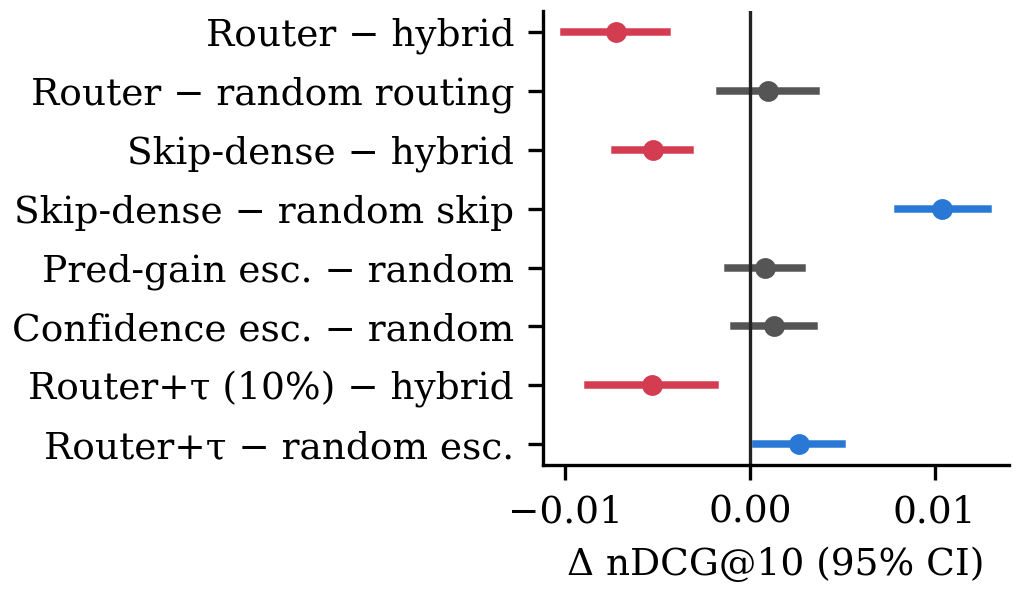 Router − hybrid
Router − random routing
Skip-dense − hybrid
Skip-dense − random skip
Pred-gain esc. − random
Confidence esc. − random
Router+τ (10%) − hybrid
Router+τ − random esc.
−0.01 0.00 0.01
Δ nDCG@10 (95% CI)